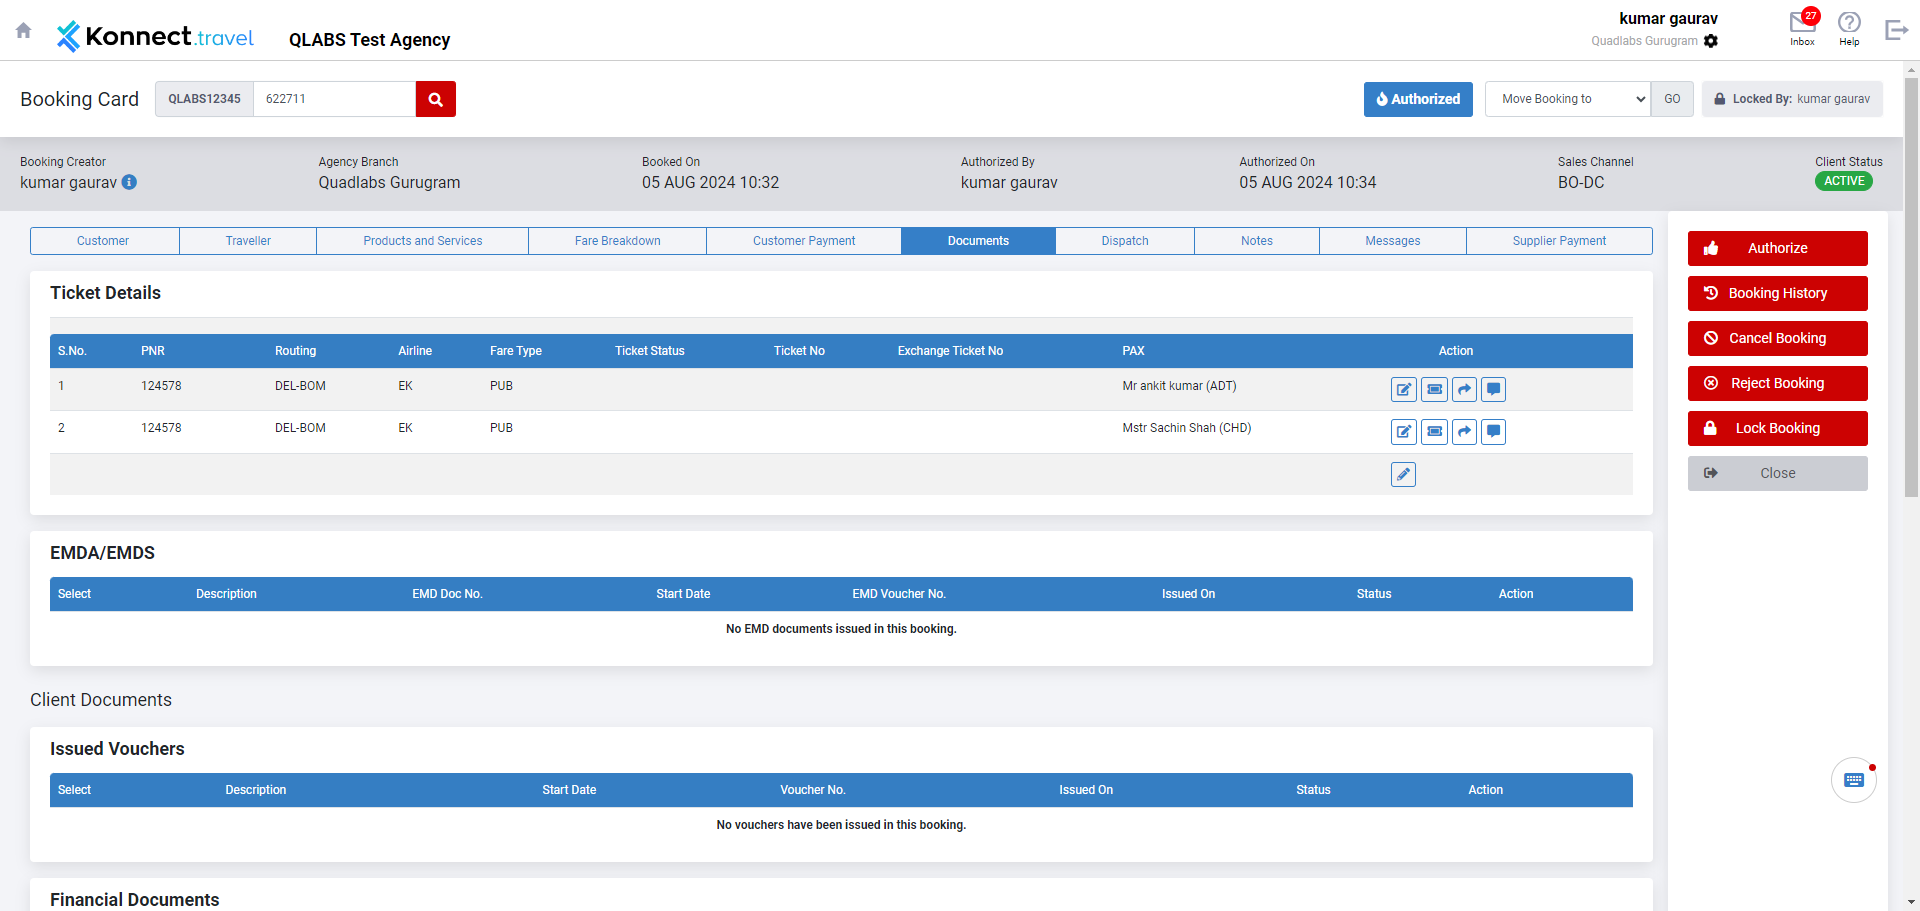 Konnect.travel
QLABS Test Agency
kumar gaurav
Quadlabs Gurugram
27
Inbox
Help
Booking Card
QLABS12345
622711
Authorized
Move Booking to
GO
Locked By: kumar gaurav
Booking Creator
kumar gaurav
Agency Branch
Quadlabs Gurugram
Booked On
05 AUG 2024 10:32
Authorized By
kumar gaurav
Authorized On
05 AUG 2024 10:34
Sales Channel
BO-DC
Client Status
ACTIVE
Customer
Traveller
Products and Services
Fare Breakdown
Customer Payment
Documents
Dispatch
Notes
Messages
Supplier Payment
Ticket Details
S.No. PNR Routing Airline Fare Type Ticket Status Ticket No Exchange Ticket No PAX Action
1 124578 DEL-BOM EK PUB Mr ankit kumar (ADT)
2 124578 DEL-BOM EK PUB Mstr Sachin Shah (CHD)
EMDA/EMDS
Select Description EMD Doc No. Start Date EMD Voucher No. Issued On Status Action
No EMD documents issued in this booking.
Client Documents
Issued Vouchers
Select Description Start Date Voucher No. Issued On Status Action
No vouchers have been issued in this booking.
Financial Documents
Authorize
Booking History
Cancel Booking
Reject Booking
Lock Booking
Close